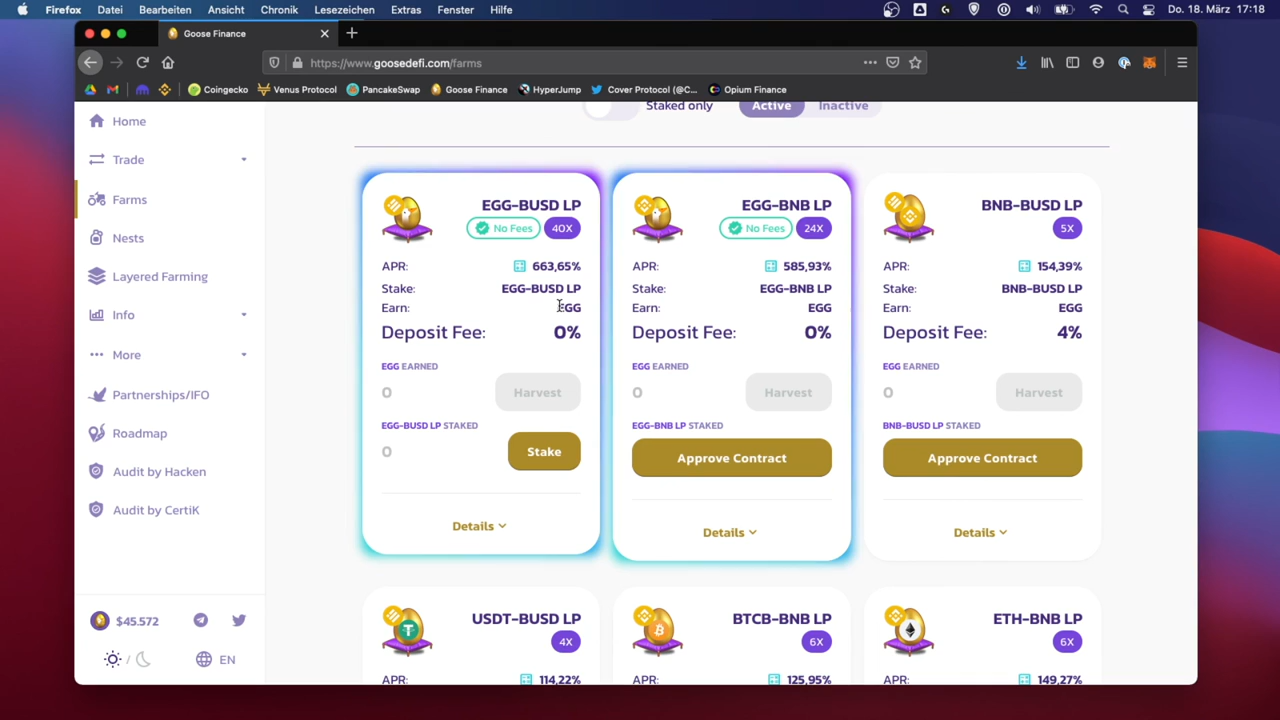 Firefox Datei Bearbeiten Ansicht Chronik Lesezeichen Extras Fenster Hilfe Do. 18. März 17:18
Goose Finance
https://www.goosedefi.com/farms
Coingecko Venus Protocol PancakeSwap Goose Finance HyperJump Cover Protocol (@C... Opium Finance
Staked only Active Inactive
Home
Trade
Farms
Nests
Layered Farming
Info
More
Partnerships/IFO
Roadmap
Audit by Hacken
Audit by CertiK
$45.572
EN
EGG-BUSD LP
No Fees 40X
APR: 663,65%
Stake: EGG-BUSD LP
Earn: EGG
Deposit Fee: 0%
EGG EARNED
0 Harvest
EGG-BUSD LP STAKED
0 Stake
Details
EGG-BNB LP
No Fees 24X
APR: 585,93%
Stake: EGG-BNB LP
Earn: EGG
Deposit Fee: 0%
EGG EARNED
0 Harvest
EGG-BNB LP STAKED
Approve Contract
Details
BNB-BUSD LP
5X
APR: 154,39%
Stake: BNB-BUSD LP
Earn: EGG
Deposit Fee: 4%
EGG EARNED
0 Harvest
BNB-BUSD LP STAKED
Approve Contract
Details
USDT-BUSD LP
4X
APR: 114,22%
BTCB-BNB LP
6X
APR: 125,95%
ETH-BNB LP
6X
APR: 149,27%